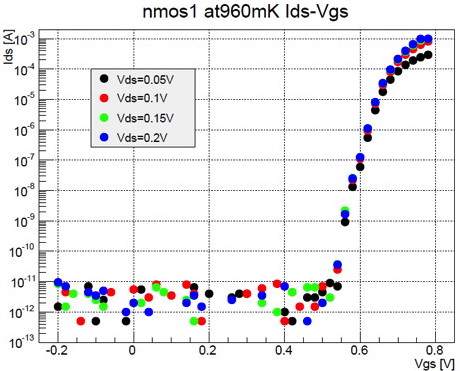 nmos1 at960mK Ids-Vgs
Ids [A]
10-3
10-4
10-5
10-6
10-7
10-8
10-9
10-10
10-11
10-12
10-13
Vds=0.05V
Vds=0.1V
Vds=0.15V
Vds=0.2V
-0.2 0 0.2 0.4 0.6 0.8
Vgs [V]